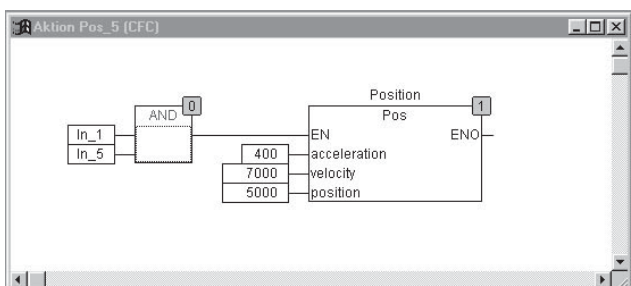 Aktion Pos_5 (CFC)
Position
0
1
AND
Pos
In_1
EN
ENO
In_5
400
acceleration
7000
velocity
5000
position